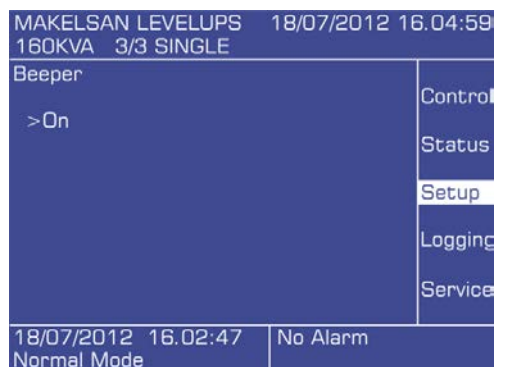 MAKELSAN LEVELUPS 18/07/2012 16.04:59
160KVA 3/3 SINGLE
Beeper
>On
Control
Status
Setup
Logging
Service
18/07/2012 16.02:47 No Alarm
Normal Mode